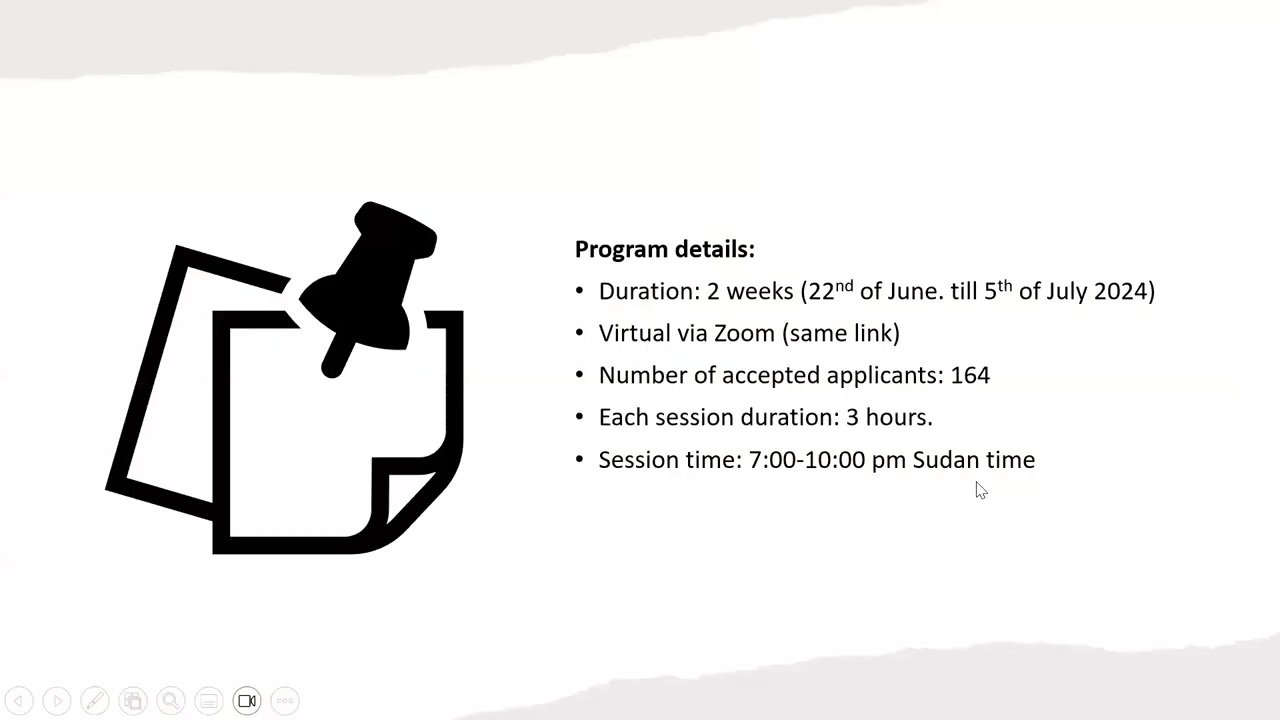 Program details:
• Duration: 2 weeks (22nd of June. till 5th of July 2024)
• Virtual via Zoom (same link)
• Number of accepted applicants: 164
• Each session duration: 3 hours.
• Session time: 7:00-10:00 pm Sudan time